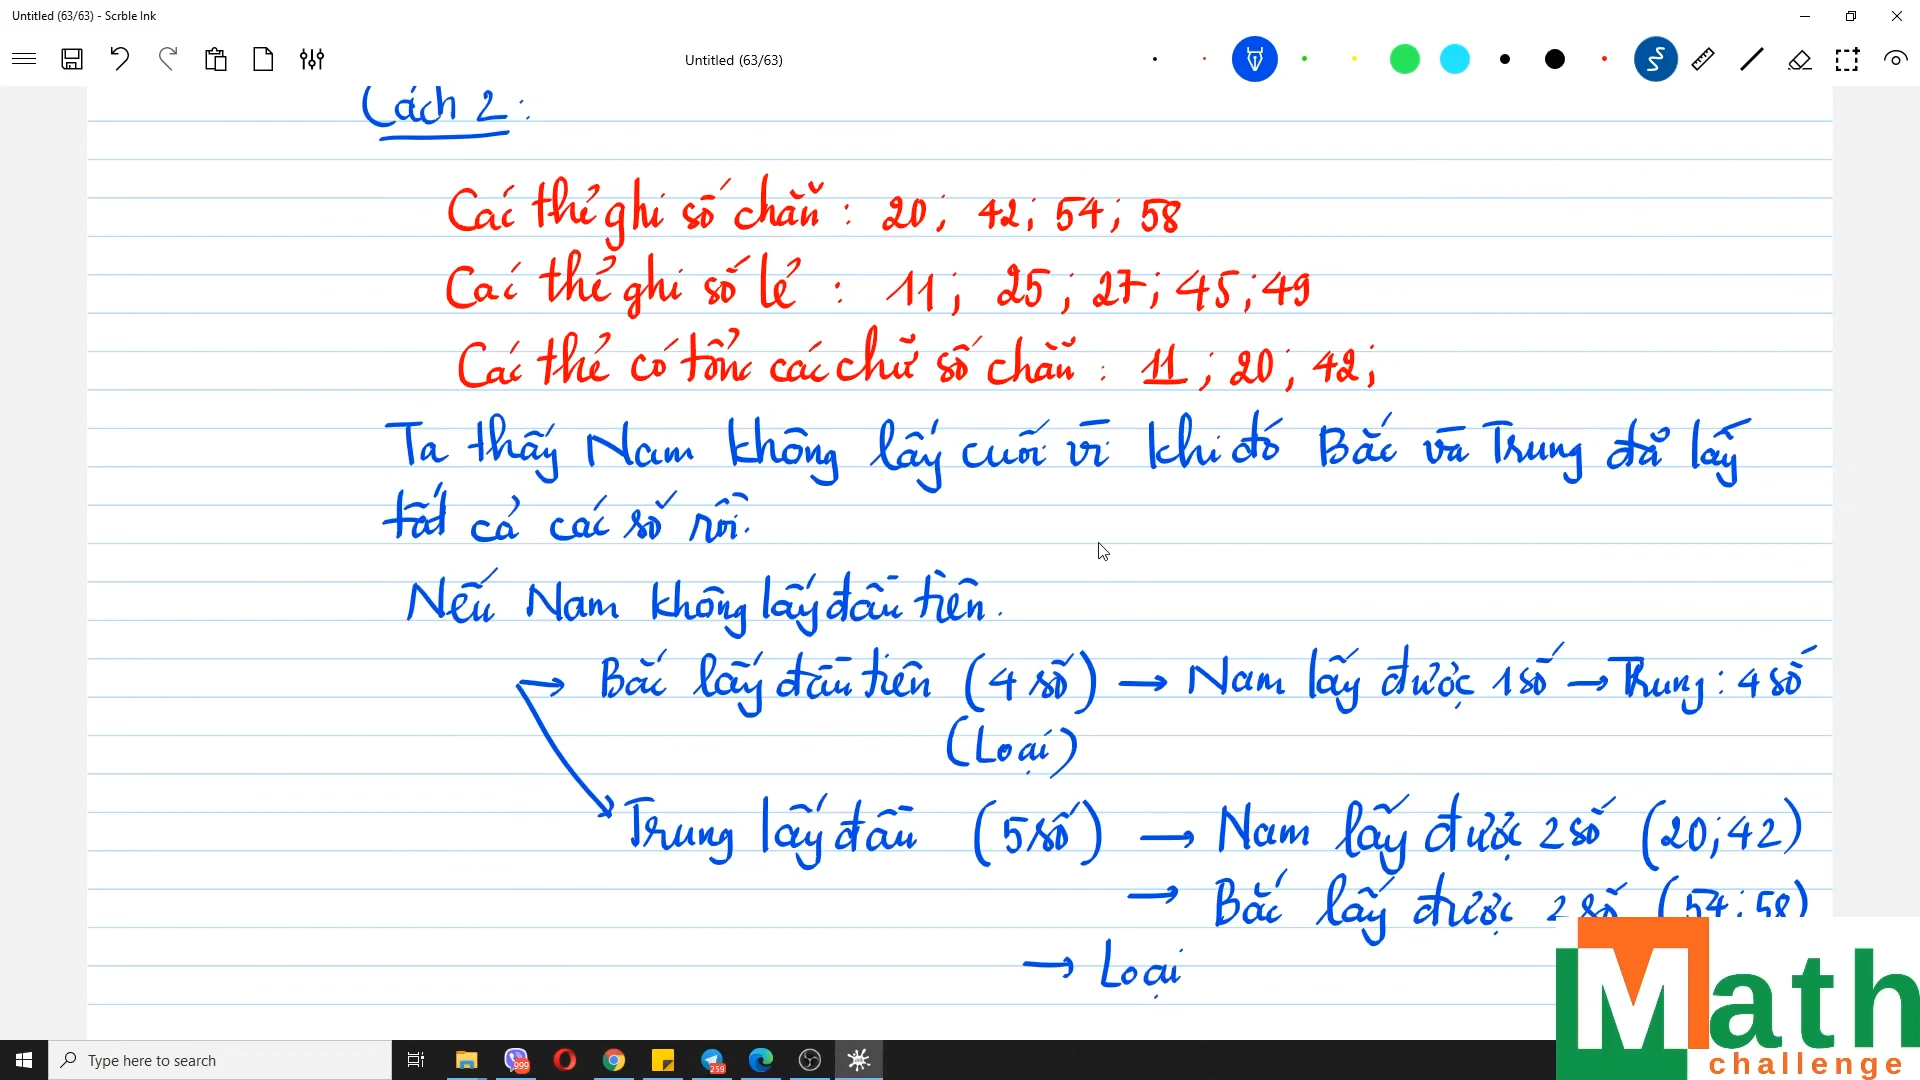 Untitled (63/63) - Scrble Ink
Untitled (63/63)
Cách 2:
Các thẻ ghi số chẵn : 20; 42; 54; 58
Các thẻ ghi số lẻ : 11; 25; 27; 45; 49
Các thẻ có tổng các chữ số chẵn : 11; 20; 42;
Ta thấy Nam không lấy cuối vì khi đó Bắc và Trung đã lấy
tất cả các số rồi.
Nếu Nam không lấy đầu tiên.
→ Bắc lấy đầu tiên (4 số) → Nam lấy được 1 số → Trung: 4 số
(Loại)
Trung lấy đầu (5 số) → Nam lấy được 2 số (20; 42)
→ Bắc lấy được 2 số (54; 58)
→ Loại
Math
challenge
Type here to search
999
259